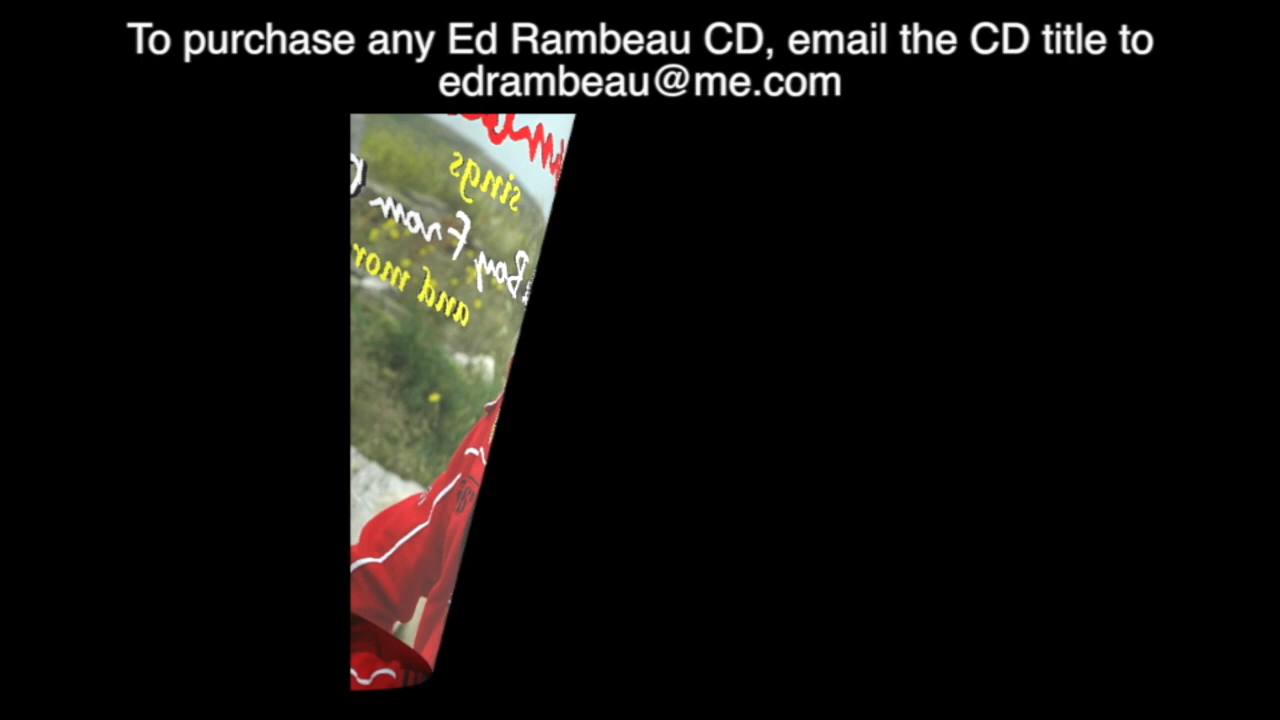 To purchase any Ed Rambeau CD, email the CD title to
edrambeau@me.com
sings
Boy From
and mor